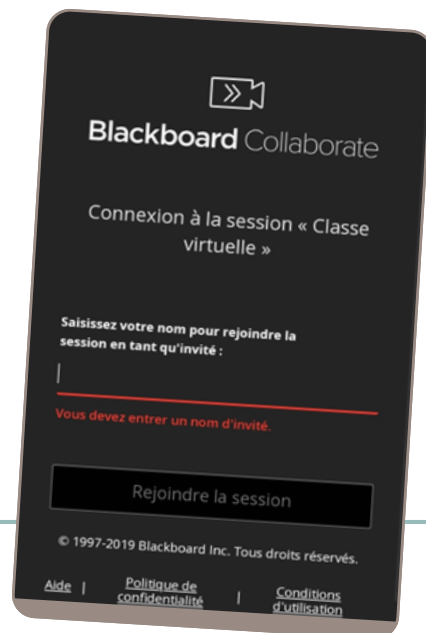 Blackboard Collaborate
Connexion à la session « Classe
virtuelle »
Saisissez votre nom pour rejoindre la
session en tant qu'invité :
Vous devez entrer un nom d'invité.
Rejoindre la session
© 1997-2019 Blackboard Inc. Tous droits réservés.
Aide | Politique de confidentialité | Conditions d'utilisation